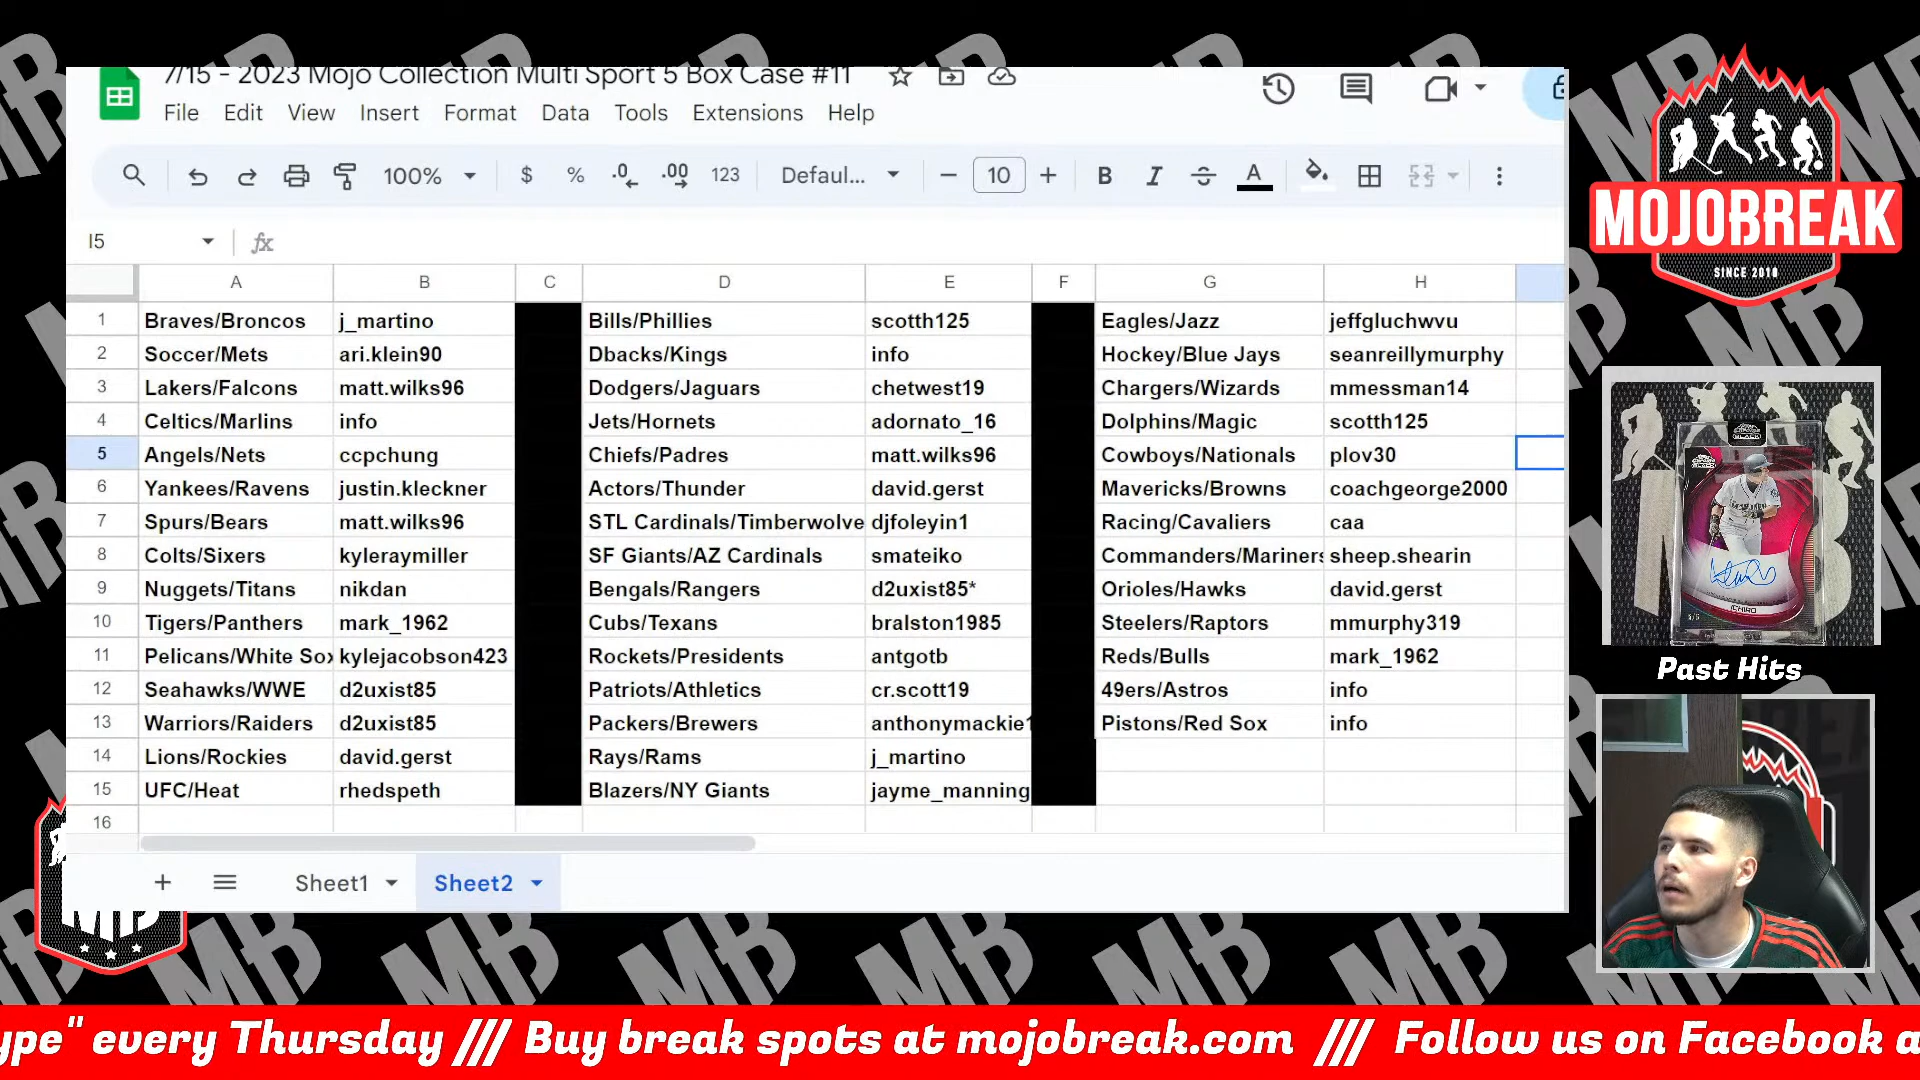 7/15 - 2023 Mojo Collection Multi Sport 5 Box Case #11
File Edit View Insert Format Data Tools Extensions Help
100% $ % .0 .00 123 Defaul... 10 B I A
I5 fx
A B C D E F G H
1 Braves/Broncos j_martino Bills/Phillies scotth125 Eagles/Jazz jeffgluchwvu
2 Soccer/Mets ari.klein90 Dbacks/Kings info Hockey/Blue Jays seanreillymurphy
3 Lakers/Falcons matt.wilks96 Dodgers/Jaguars chetwest19 Chargers/Wizards mmessman14
4 Celtics/Marlins info Jets/Hornets adornato_16 Dolphins/Magic scotth125
5 Angels/Nets ccpchung Chiefs/Padres matt.wilks96 Cowboys/Nationals plov30
6 Yankees/Ravens justin.kleckner Actors/Thunder david.gerst Mavericks/Browns coachgeorge2000
7 Spurs/Bears matt.wilks96 STL Cardinals/Timberwolve djfoleyin1 Racing/Cavaliers caa
8 Colts/Sixers kyleraymiller SF Giants/AZ Cardinals smateiko Commanders/Mariners sheep.shearin
9 Nuggets/Titans nikdan Bengals/Rangers d2uxist85* Orioles/Hawks david.gerst
10 Tigers/Panthers mark_1962 Cubs/Texans bralston1985 Steelers/Raptors mmurphy319
11 Pelicans/White Sox kylejacobson423 Rockets/Presidents antgotb Reds/Bulls mark_1962
12 Seahawks/WWE d2uxist85 Patriots/Athletics cr.scott19 49ers/Astros info
13 Warriors/Raiders d2uxist85 Packers/Brewers anthonymackie1 Pistons/Red Sox info
14 Lions/Rockies david.gerst Rays/Rams j_martino
15 UFC/Heat rhedspeth Blazers/NY Giants jayme_manning
16
Sheet1 Sheet2
MOJOBREAK
SINCE 2010
ICHIRO
Past Hits
MB
ype" every Thursday /// Buy break spots at mojobreak.com /// Follow us on Facebook a